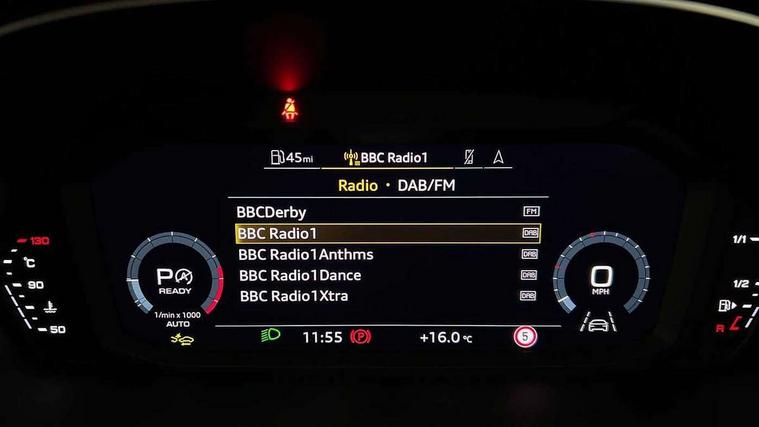 45mi
BBC Radio1
Radio • DAB/FM
BBCDerby FM
BBC Radio1 DAB
BBC Radio1Anthms DAB
BBC Radio1Dance DAB
BBC Radio1Xtra DAB
130
°C
90
50
P A
READY
1/min x 1000
AUTO
0
MPH
1/1
1/2
R
11:55
(P)
+16.0°C
5